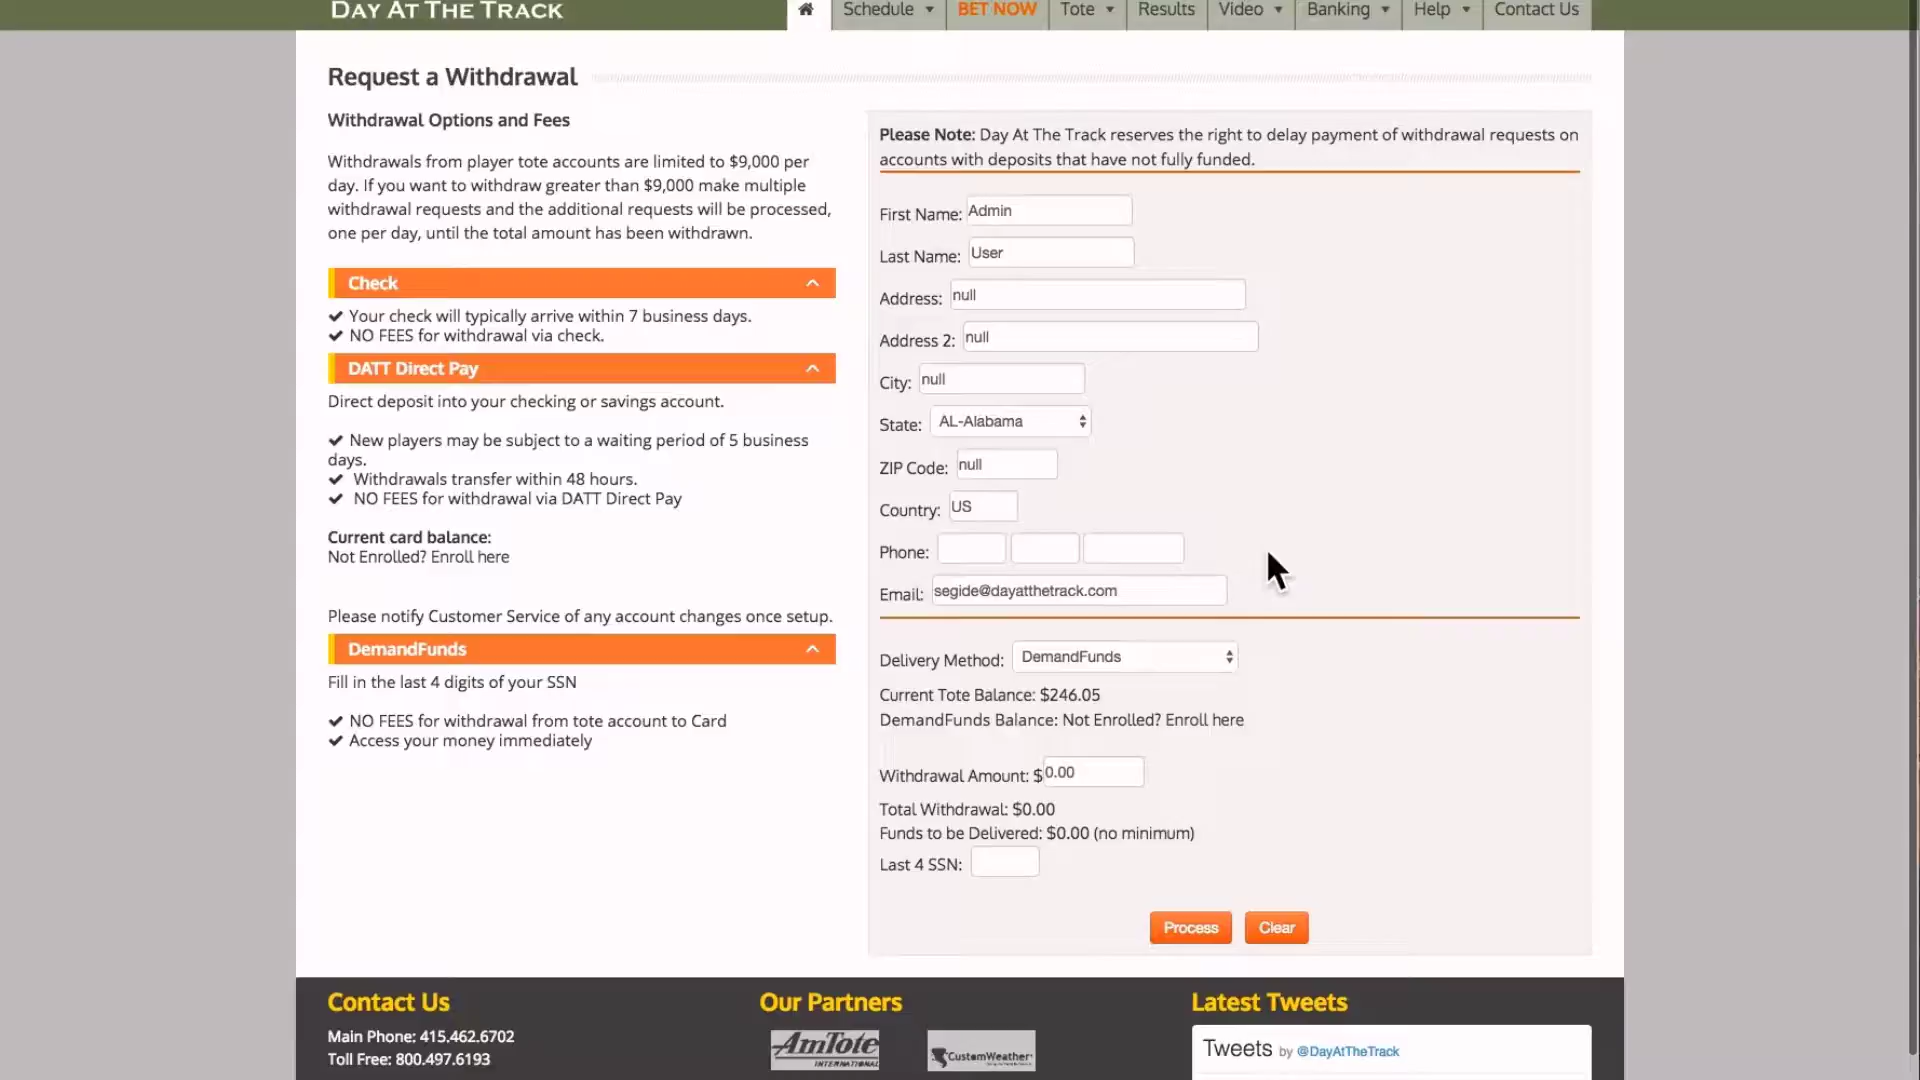 DAY AT THE TRACK
Schedule
BET NOW
Tote
Results
Video
Banking
Help
Contact Us
Request a Withdrawal
Withdrawal Options and Fees
Withdrawals from player tote accounts are limited to $9,000 per
day. If you want to withdraw greater than $9,000 make multiple
withdrawal requests and the additional requests will be processed,
one per day, until the total amount has been withdrawn.
Check
Your check will typically arrive within 7 business days.
NO FEES for withdrawal via check.
DATT Direct Pay
Direct deposit into your checking or savings account.
New players may be subject to a waiting period of 5 business
days.
Withdrawals transfer within 48 hours.
NO FEES for withdrawal via DATT Direct Pay
Current card balance:
Not Enrolled? Enroll here
Please notify Customer Service of any account changes once setup.
DemandFunds
Fill in the last 4 digits of your SSN
NO FEES for withdrawal from tote account to Card
Access your money immediately
Please Note: Day At The Track reserves the right to delay payment of withdrawal requests on
accounts with deposits that have not fully funded.
First Name: Admin
Last Name: User
Address: null
Address 2: null
City: null
State: AL-Alabama
ZIP Code: null
Country: US
Phone:
Email: segide@dayatthetrack.com
Delivery Method: DemandFunds
Current Tote Balance: $246.05
DemandFunds Balance: Not Enrolled? Enroll here
Withdrawal Amount: $0.00
Total Withdrawal: $0.00
Funds to be Delivered: $0.00 (no minimum)
Last 4 SSN:
Process
Clear
Contact Us
Main Phone: 415.462.6702
Toll Free: 800.497.6193
Our Partners
AmTote
INTERNATIONAL
CustomWeather
Latest Tweets
Tweets by @DayAtTheTrack